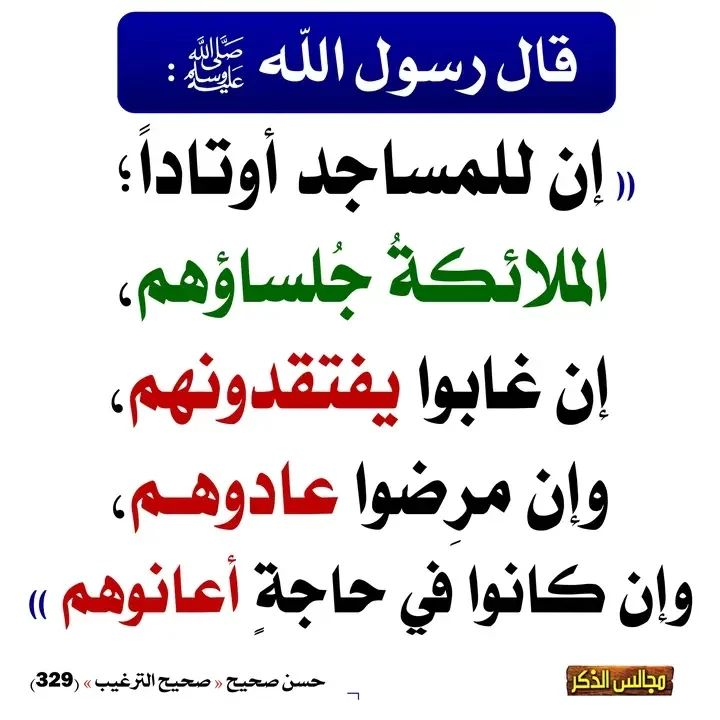 قال رسول الله ﷺ :
(( إن للمساجد أوتاداً؛
الملائكةُ جُلساؤهم،
إن غابوا يفتقدونهم،
وإن مرِضوا عادوهم،
وإن كانوا في حاجةٍ أعانوهم ))
مجالس الذكر
حسن صحيح « صحيح الترغيب » (329)